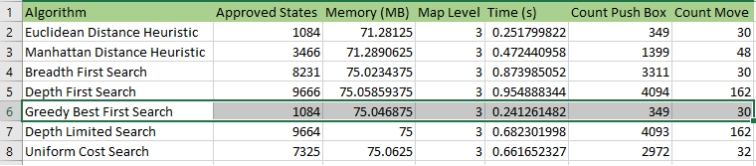 1 Algorithm Approved States Memory (MB) Map Level Time (s) Count Push Box Count Move
2 Euclidean Distance Heuristic 1084 71.28125 3 0.251799822 349 30
3 Manhattan Distance Heuristic 3466 71.2890625 3 0.472440958 1399 48
4 Breadth First Search 8231 75.0234375 3 0.873985052 3311 30
5 Depth First Search 9666 75.05859375 3 0.954888344 4094 162
6 Greedy Best First Search 1084 75.046875 3 0.241261482 349 30
7 Depth Limited Search 9664 75 3 0.682301998 4093 162
8 Uniform Cost Search 7325 75.0625 3 0.661652327 2972 32